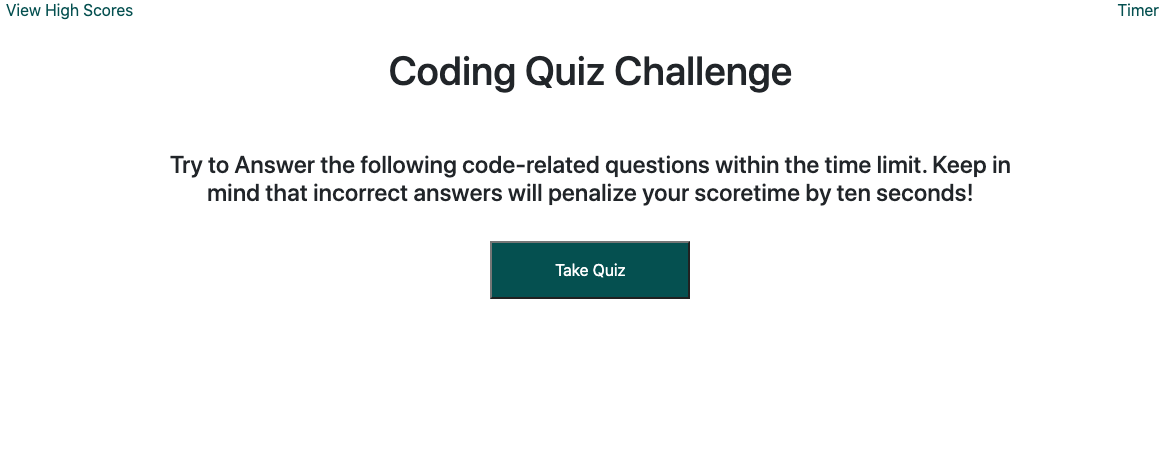 View High Scores
Timer
Coding Quiz Challenge
Try to Answer the following code-related questions within the time limit. Keep in
mind that incorrect answers will penalize your scoretime by ten seconds!
Take Quiz